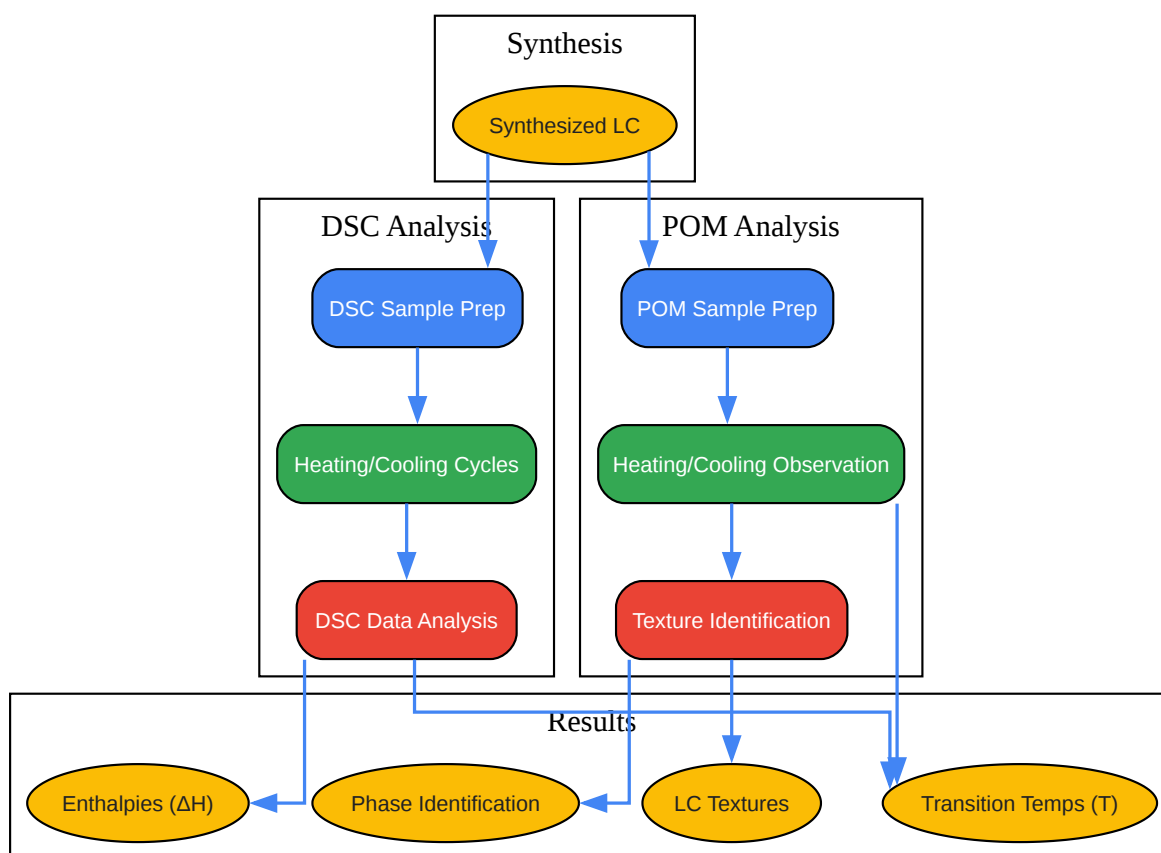 Synthesis
Synthesized LC
DSC Analysis
POM Analysis
DSC Sample Prep
POM Sample Prep
Heating/Cooling Cycles
Heating/Cooling Observation
DSC Data Analysis
Texture Identification
Results
Enthalpies (ΔH)
Phase Identification
LC Textures
Transition Temps (T)